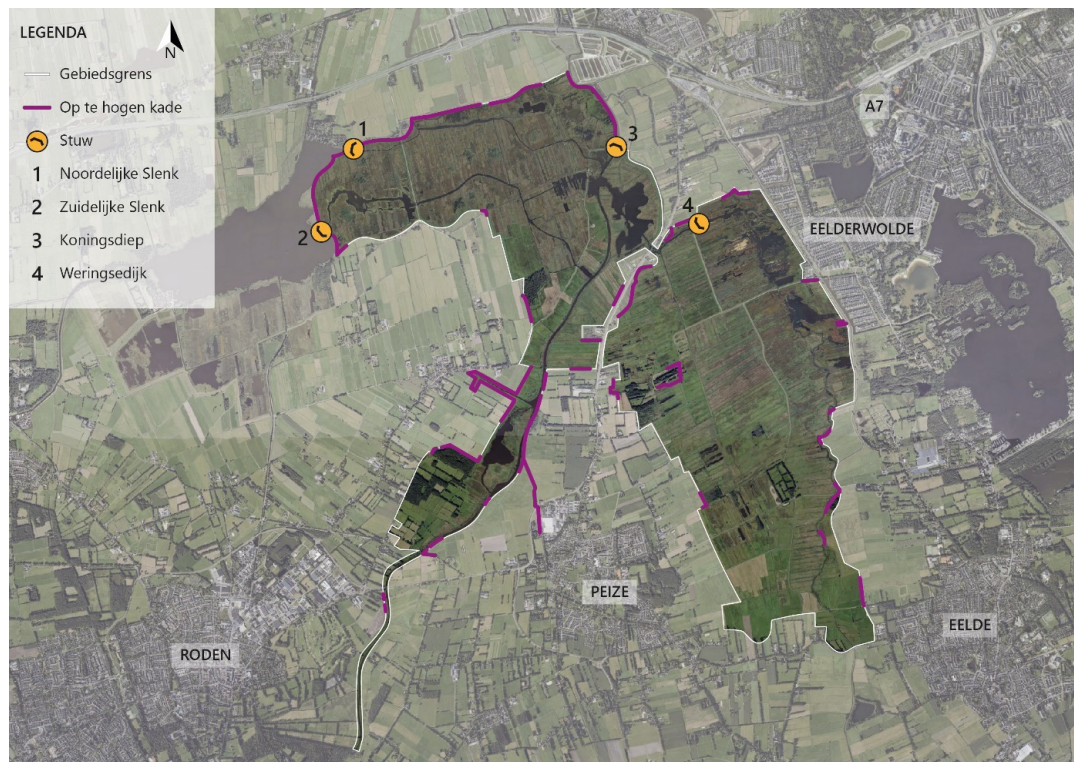 LEGENDA
N
Gebiedsgrens
Op te hogen kade
Stuw
1 Noordelijke Slenk
2 Zuidelijke Slenk
3 Koningsdiep
4 Weringsedijk
A7
1
3
4
2
EELDERWOLDE
PEIZE
EELDE
RODEN